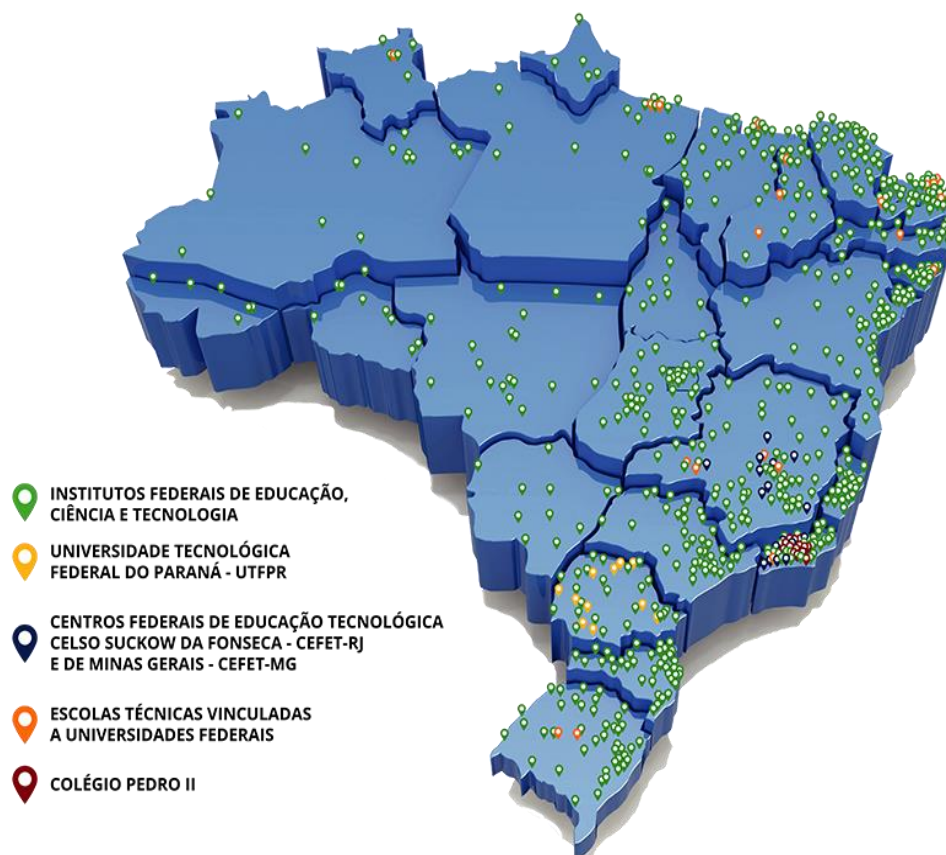 INSTITUTOS FEDERAIS DE EDUCAÇÃO,
CIÊNCIA E TECNOLOGIA
UNIVERSIDADE TECNOLÓGICA
FEDERAL DO PARANÁ - UTFPR
CENTROS FEDERAIS DE EDUCAÇÃO TECNOLÓGICA
CELSO SUCKOW DA FONSECA - CEFET-RJ
E DE MINAS GERAIS - CEFET-MG
ESCOLAS TÉCNICAS VINCULADAS
A UNIVERSIDADES FEDERAIS
COLÉGIO PEDRO II